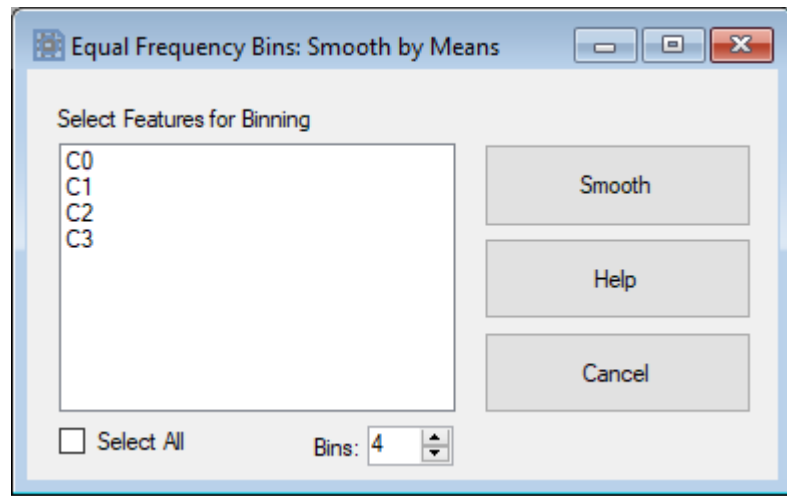 Equal Frequency Bins: Smooth by Means
Select Features for Binning
C0
C1
C2
C3
Smooth
Help
Cancel
Select All
Bins: 4